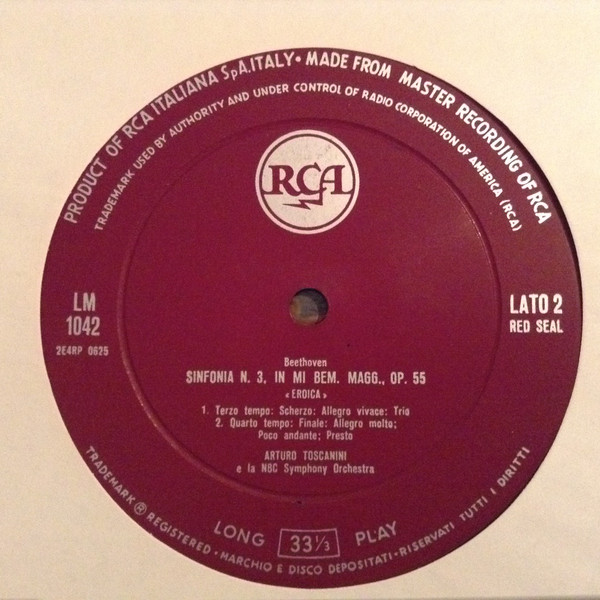 PRODUCT OF RCA ITALIANA SpA.ITALY • MADE FROM MASTER RECORDING OF RCA
TRADEMARK USED BY AUTHORITY AND UNDER CONTROL OF RADIO CORPORATION OF AMERICA (RCA)
RCA
LM
1042
2E4RP 0625
LATO 2
RED SEAL
Beethoven
SINFONIA N. 3, IN MI BEM. MAGG., OP. 55
«EROICA»
1. Terzo tempo: Scherzo: Allegro vivace: Trio
2. Quarto tempo: Finale: Allegro molto;
Poco andante; Presto
ARTURO TOSCANINI
e la NBC Symphony Orchestra
LONG 33 1/3 PLAY
TRADEMARK ® REGISTERED • MARCHIO E DISCO DEPOSITATI • RISERVATI TUTTI I DIRITTI